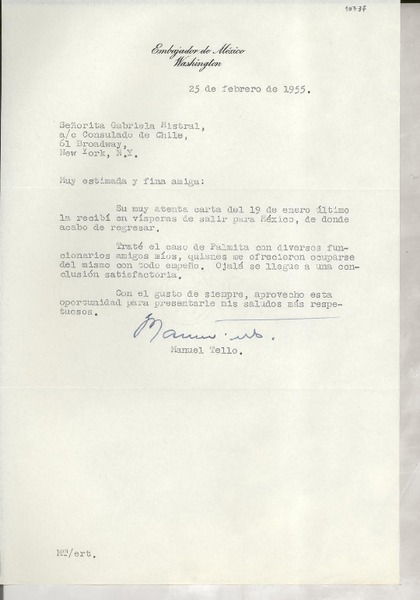 10737
Embajador de México
Washington
25 de febrero de 1955.
Señorita Gabriela Mistral,
a/c Consulado de Chile,
61 Broadway,
New York, N.Y.
Muy estimada y fina amiga:
Su muy atenta carta del 19 de enero último
la recibí en vísperas de salir para México, de donde
acabo de regresar.
Traté el caso de Palmita con diversos fun-
cionarios amigos míos, quienes me ofrecieron ocuparse
del mismo con todo empeño. Ojalá se llegue a una con-
clusión satisfactoria.
Con el gusto de siempre, aprovecho esta
oportunidad para presentarle mis saludos más respe-
tuosos.
Manuel Tello.
MT/ert.